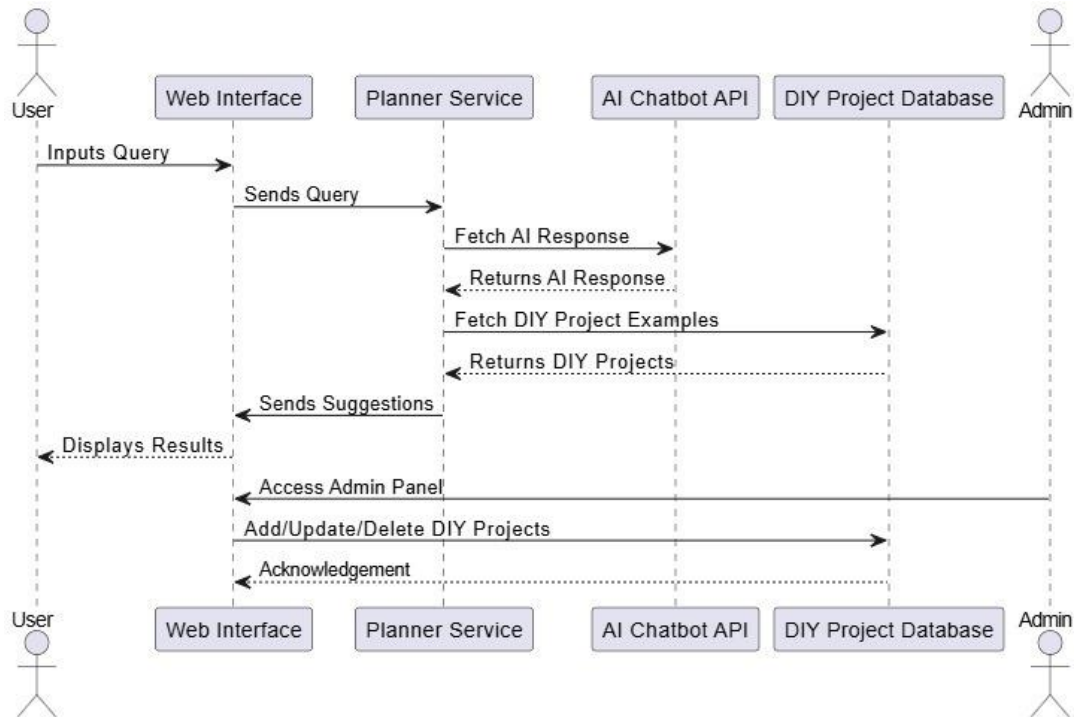 User
Web Interface
Planner Service
AI Chatbot API
DIY Project Database
Admin
Inputs Query
Sends Query
Fetch AI Response
Returns AI Response
Fetch DIY Project Examples
Returns DIY Projects
Sends Suggestions
Displays Results
Access Admin Panel
Add/Update/Delete DIY Projects
Acknowledgement
User
Web Interface
Planner Service
AI Chatbot API
DIY Project Database
Admin